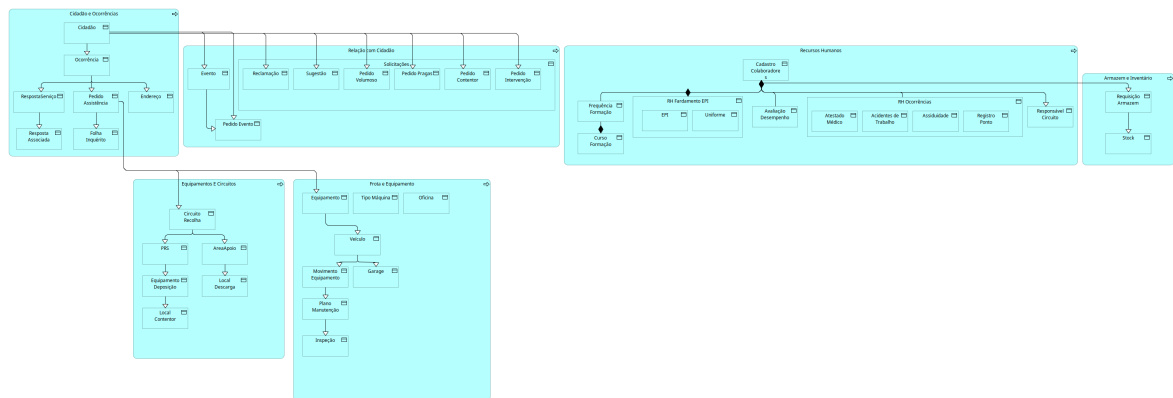 Cidadão e Ocorrências
Cidadão
Ocorrência
RespostaServiço
Pedido
Assistência
Endereço
Resposta
Associada
Folha
Inquérito
Relação com Cidadão
Evento
Solicitações
Reclamação
Sugestão
Pedido
Volumoso
Pedido Pragas
Pedido
Contentor
Pedido
Intervenção
Pedido Evento
Recursos Humanos
Cadastro
Colaboradore
s
Frequência
Formação
Curso
Formação
RH Fardamento EPI
EPI
Uniforme
Avaliação
Desempenho
RH Ocorrências
Atestado
Médico
Acidentes de
Trabalho
Assiduidade
Registro
Ponto
Responsável
Circuito
Armazem e Inventário
Requisição
Armazem
Stock
Equipamentos E Circuitos
Circuito
Recolha
PRS
AreaApoio
Equipamento
Deposição
Local
Descarga
Local
Contentor
Frota e Equipamento
Equipamento
Tipo Máquina
Oficina
Veículo
Movimento
Equipamento
Garage
Plano
Manutenção
Inspeção